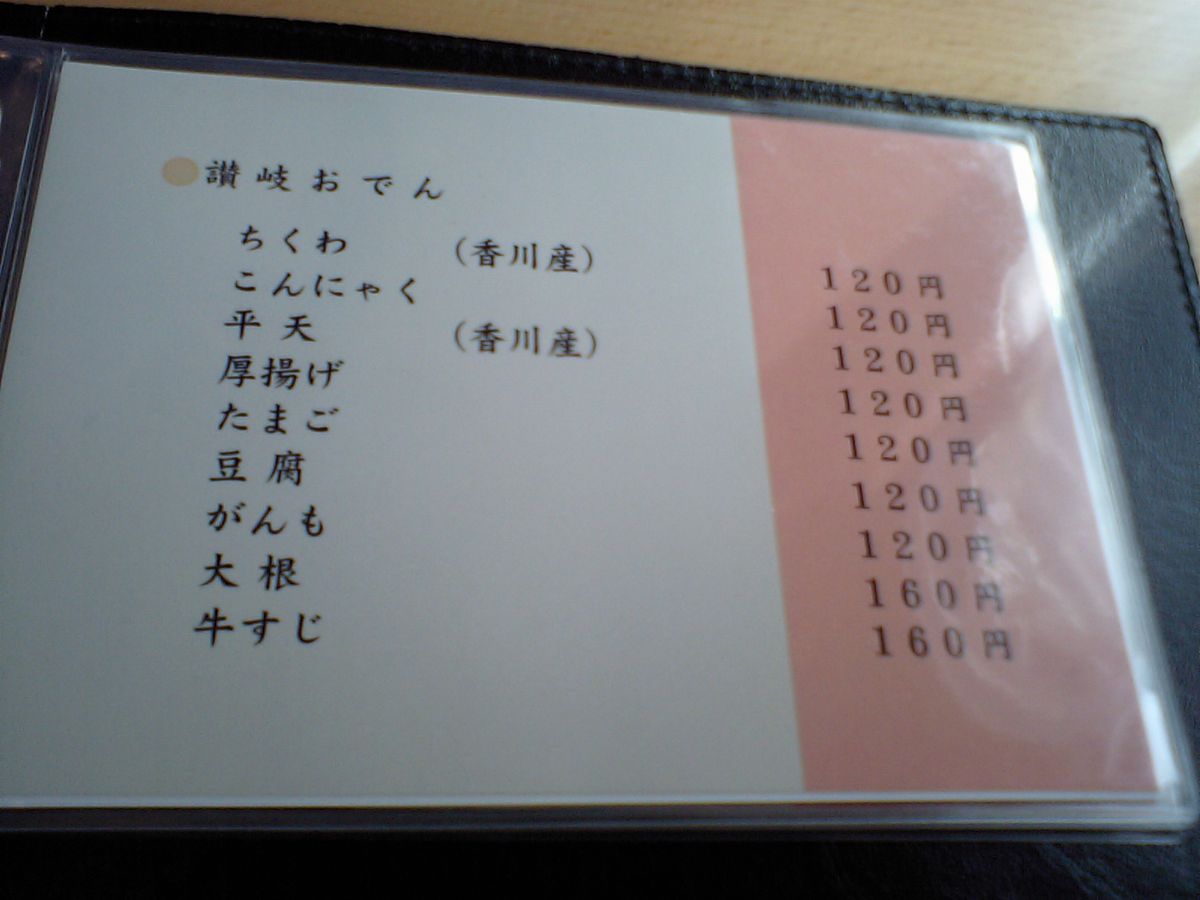 讃岐おでん
ちくわ (香川産) 120円
こんにゃく 120円
平天 (香川産) 120円
厚揚げ 120円
たまご 120円
豆腐 120円
がんも 120円
大根 160円
牛すじ 160円